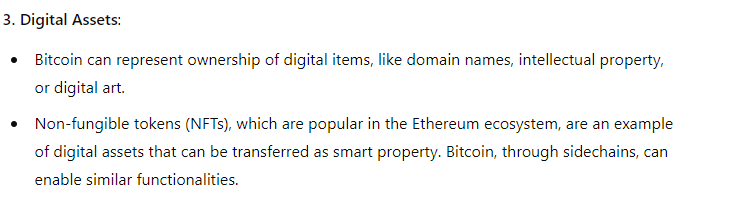 3. Digital Assets:
• Bitcoin can represent ownership of digital items, like domain names, intellectual property,
or digital art.
• Non-fungible tokens (NFTs), which are popular in the Ethereum ecosystem, are an example
of digital assets that can be transferred as smart property. Bitcoin, through sidechains, can
enable similar functionalities.